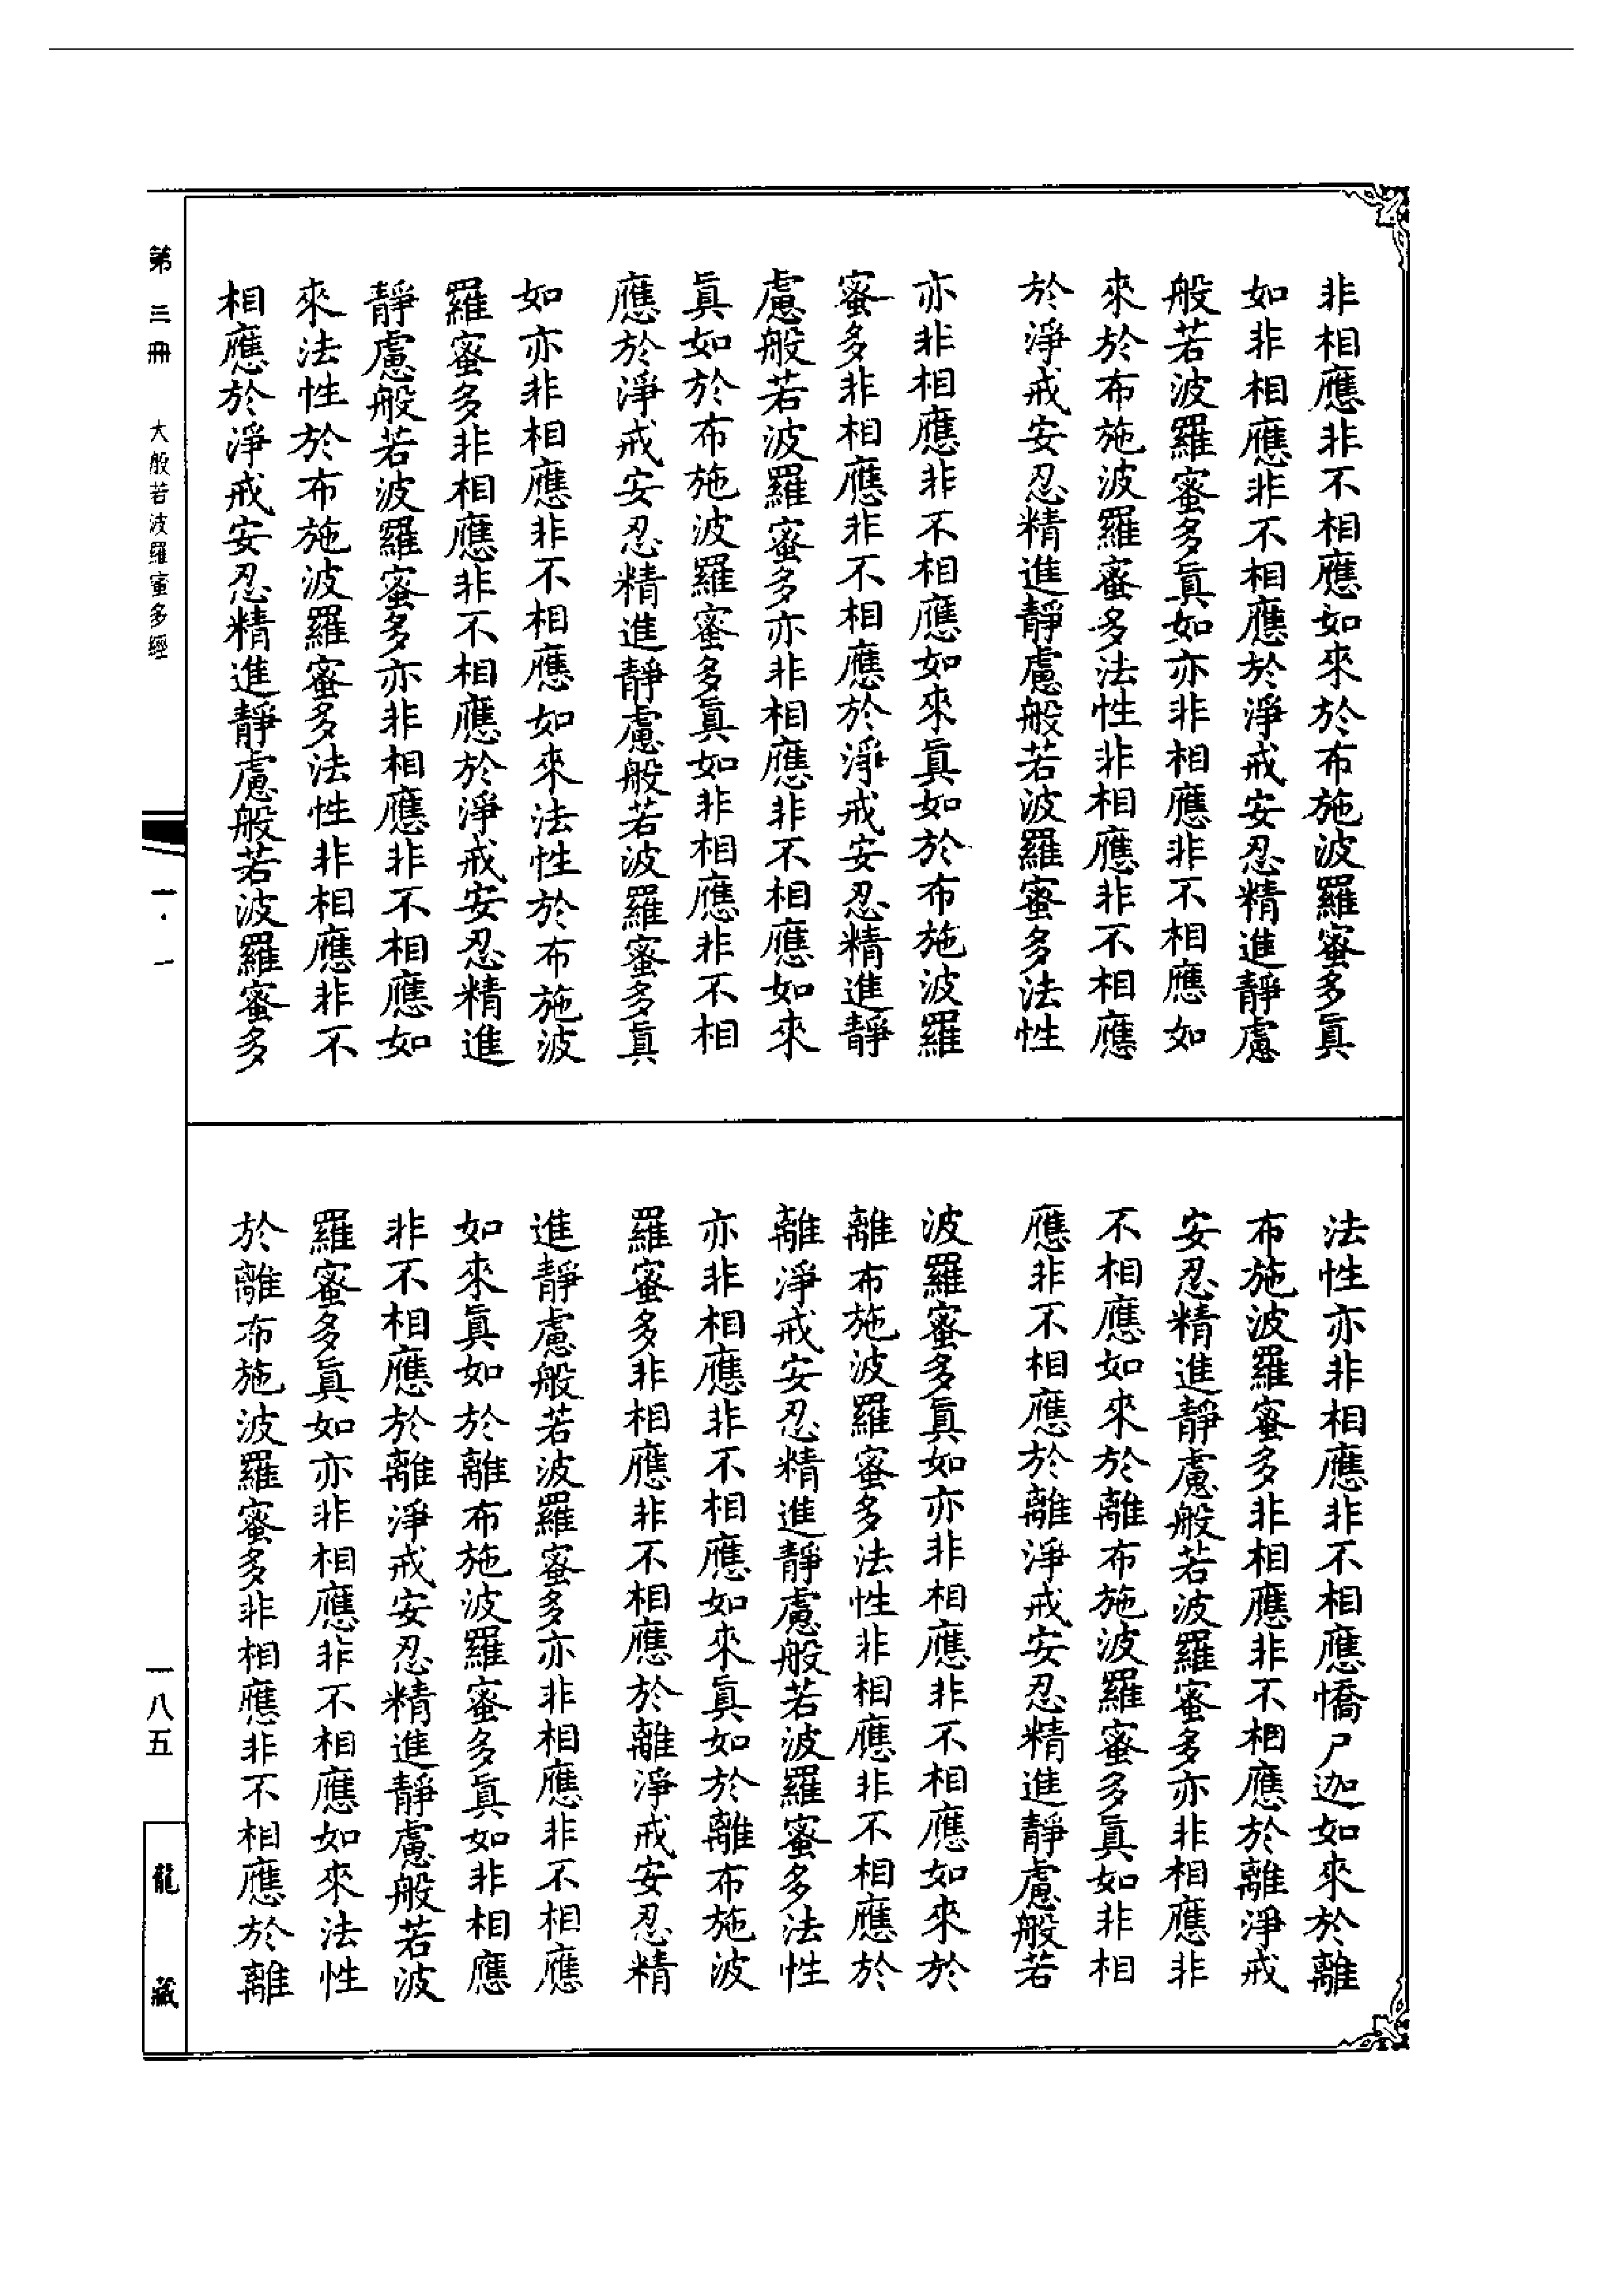 非相應非不相應如來於布施波羅蜜多真
如非相應非不相應於淨戒安忍精進靜慮
般若波羅蜜多真如亦非相應非不相應如
來於布施波羅蜜多法性非相應非不相應
於淨戒安忍精進靜慮般若波羅蜜多法性
亦非相應非不相應如來真如於布施波羅
蜜多非相應非不相應於淨戒安忍精進靜
慮般若波羅蜜多亦非相應非不相應如來
真如於布施波羅蜜多真如非相應非不相
應於淨戒安忍精進靜慮般若波羅蜜多真
如亦非相應非不相應如來法性於布施波
羅蜜多非相應非不相應於淨戒安忍精進
靜慮般若波羅蜜多亦非相應非不相應如
來法性於布施波羅蜜多法性非相應非不
相應於淨戒安忍精進靜慮般若波羅蜜多
法性亦非相應非不相應憍尸迦如來於離
布施波羅蜜多非相應非不相應於離淨戒
安忍精進靜慮般若波羅蜜多亦非相應非
不相應如來於離布施波羅蜜多真如非相
應非不相應於離淨戒安忍精進靜慮般若
波羅蜜多真如亦非相應非不相應如來於
離布施波羅蜜多法性非相應非不相應於
離淨戒安忍精進靜慮般若波羅蜜多法性
亦非相應非不相應如來真如於離布施波
羅蜜多非相應非不相應於離淨戒安忍精
進靜慮般若波羅蜜多亦非相應非不相應
如來真如於離布施波羅蜜多真如非相應
非不相應於離淨戒安忍精進靜慮般若波
羅蜜多真如亦非相應非不相應如來法性
於離布施波羅蜜多非相應非不相應於離
第三冊 大般若波羅蜜多經 一·一 一八五 龍藏